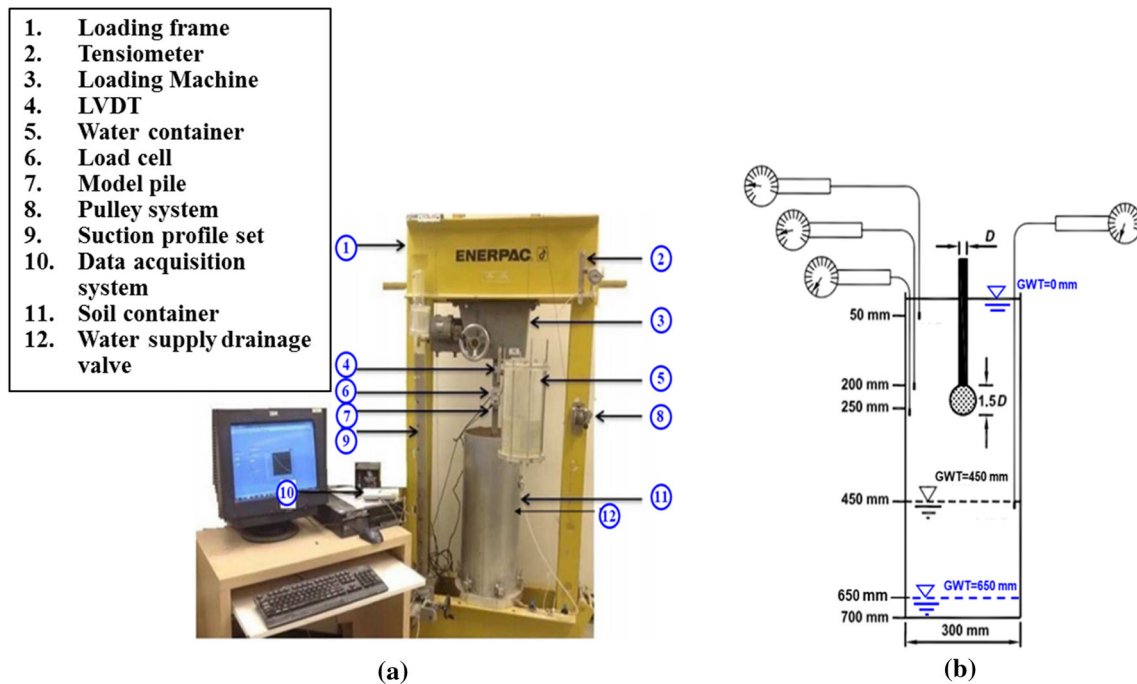 1. Loading frame
2. Tensiometer
3. Loading Machine
4. LVDT
5. Water container
6. Load cell
7. Model pile
8. Pulley system
9. Suction profile set
10. Data acquisition
system
11. Soil container
12. Water supply drainage
valve
ENERPAC
1
2
3
4
5
6
7
8
9
10
11
12
(a)
D
GWT=0 mm
50 mm
200 mm
1.5D
250 mm
GWT=450 mm
450 mm
GWT=650 mm
650 mm
700 mm
300 mm
(b)